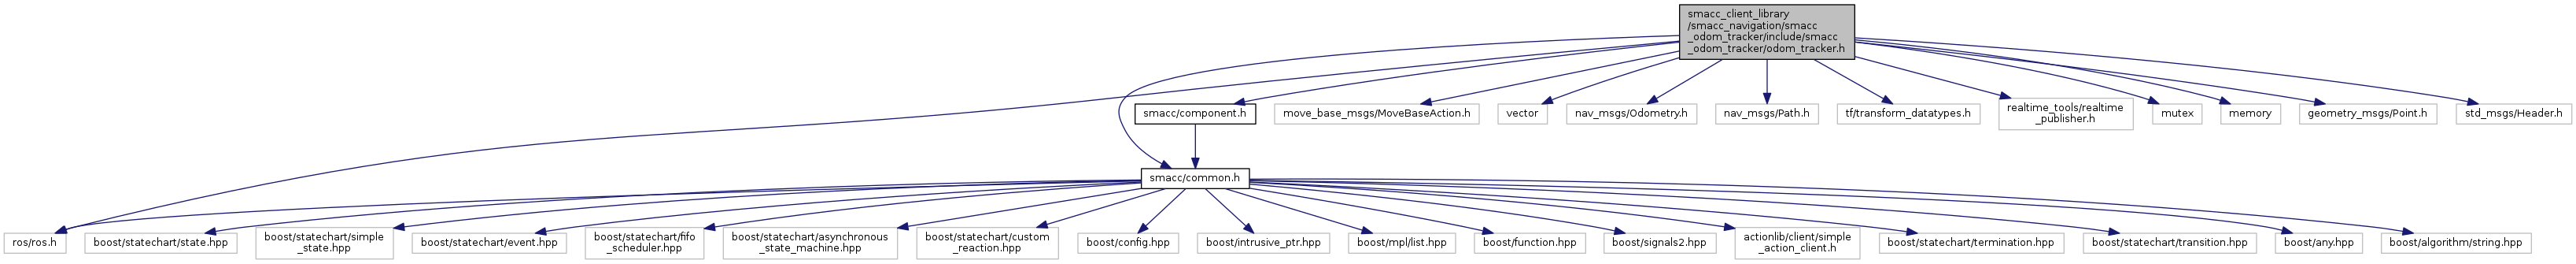 smacc_client_library
/smacc_navigation/smacc
_odom_tracker/include/smacc
_odom_tracker/odom_tracker.h
smacc/component.h
move_base_msgs/MoveBaseAction.h
vector
nav_msgs/Odometry.h
nav_msgs/Path.h
tf/transform_datatypes.h
realtime_tools/realtime
_publisher.h
mutex
memory
geometry_msgs/Point.h
std_msgs/Header.h
smacc/common.h
ros/ros.h
boost/statechart/state.hpp
boost/statechart/simple
_state.hpp
boost/statechart/event.hpp
boost/statechart/fifo
_scheduler.hpp
boost/statechart/asynchronous
_state_machine.hpp
boost/statechart/custom
_reaction.hpp
boost/config.hpp
boost/intrusive_ptr.hpp
boost/mpl/list.hpp
boost/function.hpp
boost/signals2.hpp
actionlib/client/simple
_action_client.h
boost/statechart/termination.hpp
boost/statechart/transition.hpp
boost/any.hpp
boost/algorithm/string.hpp